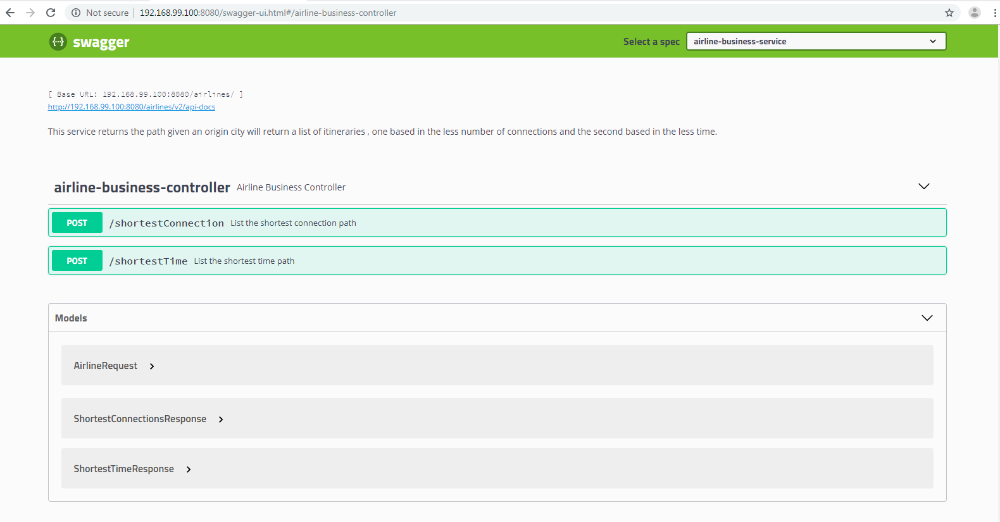 Not secure | 192.168.99.100:8080/swagger-ui.html#/airline-business-controller
{···} swagger Select a spec airline-business-service
[ Base URL: 192.168.99.100:8080/airlines/ ]
http://192.168.99.100:8080/airlines/v2/api-docs
This service returns the path given an origin city will return a list of itineraries , one based in the less number of connections and the second based in the less time.
airline-business-controller Airline Business Controller
POST /shortestConnection List the shortest connection path
POST /shortestTime List the shortest time path
Models
AirlineRequest
ShortestConnectionsResponse
ShortestTimeResponse